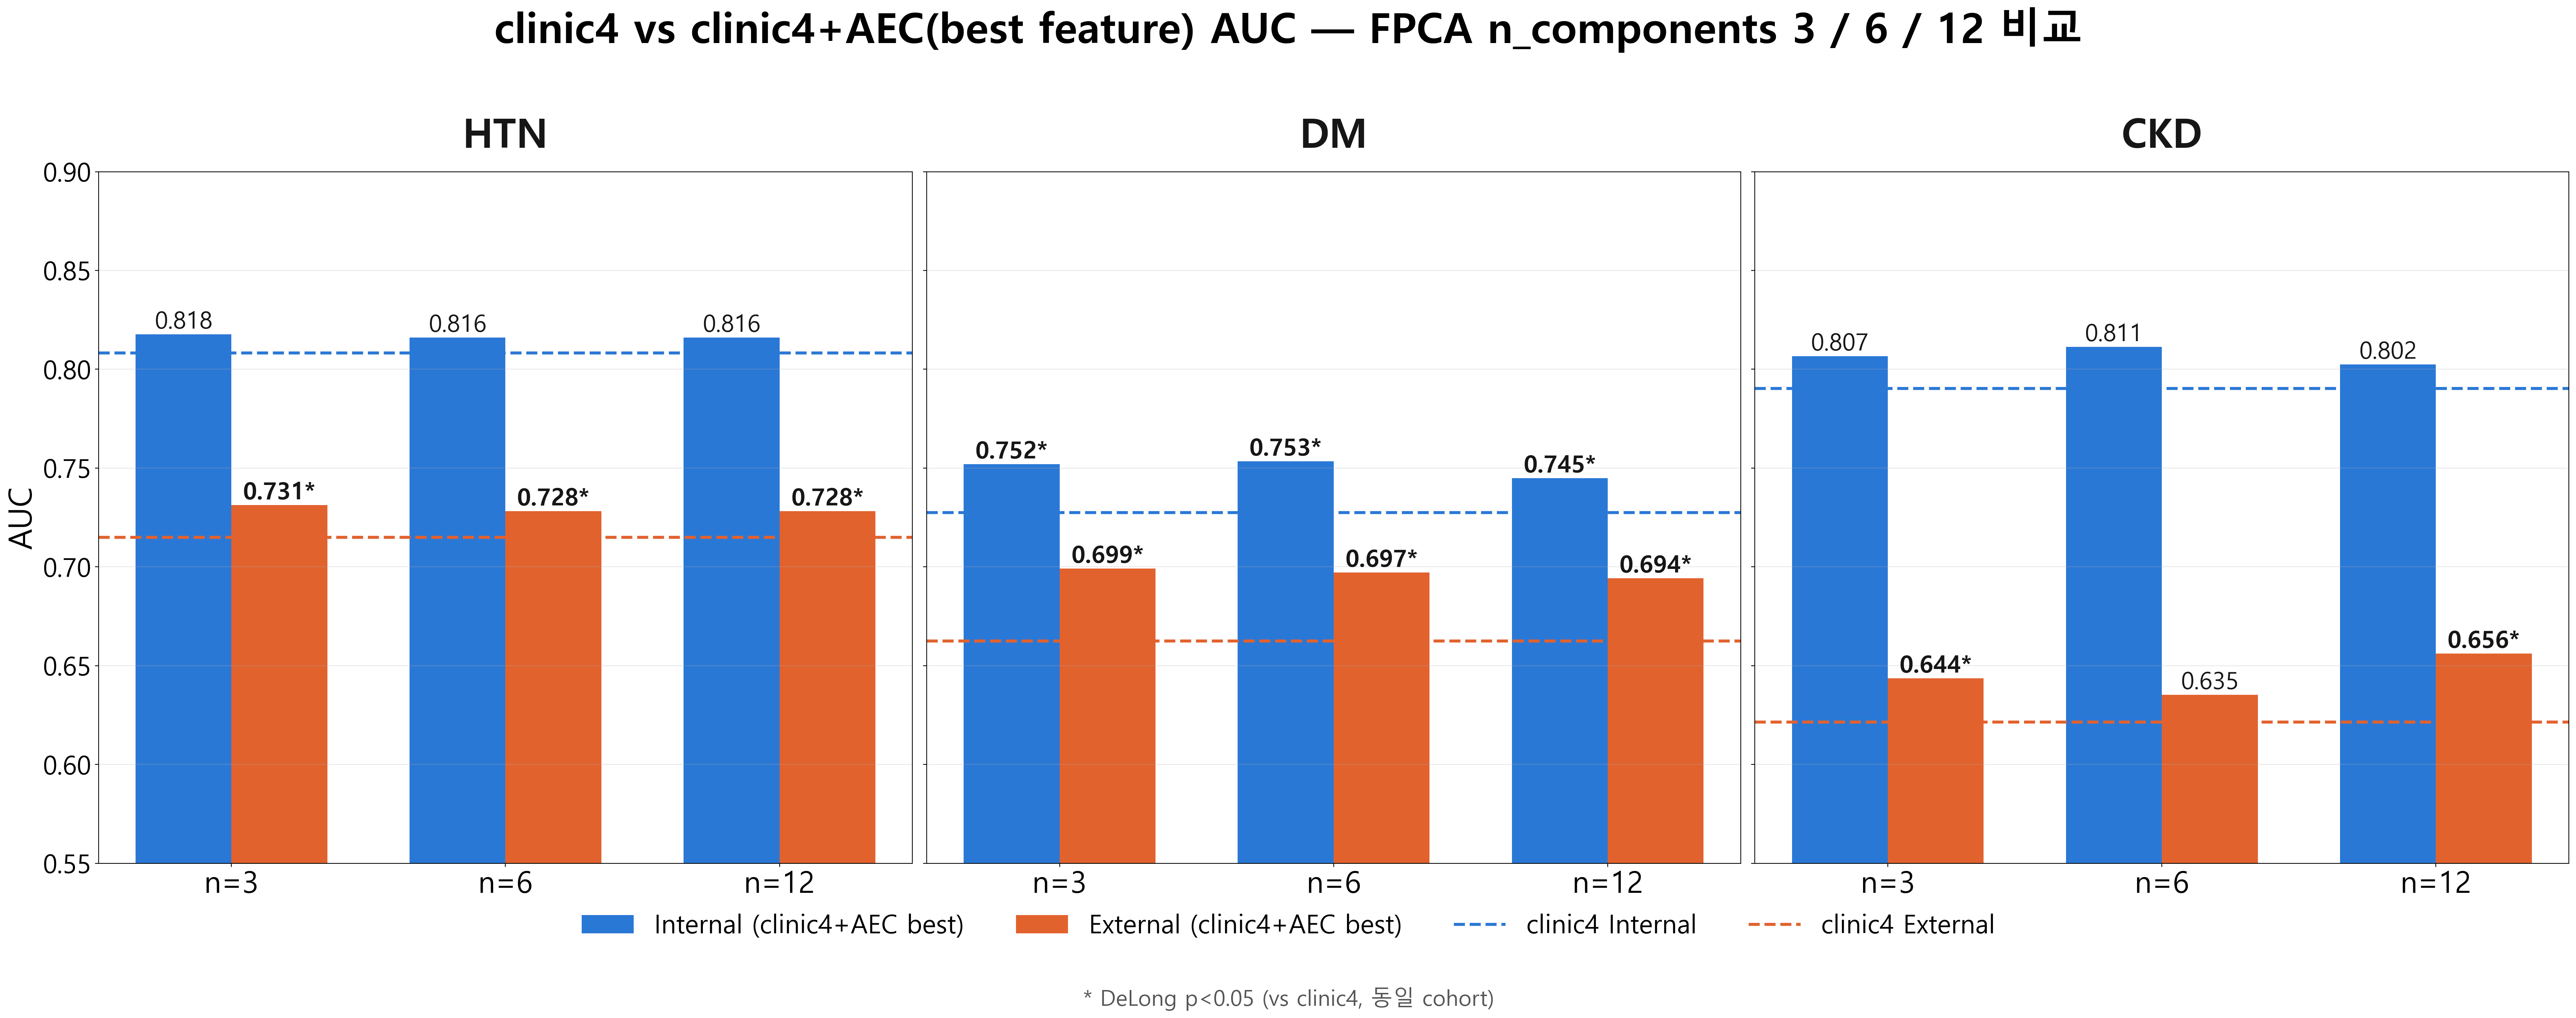 clinic4 vs clinic4+AEC(best feature) AUC — FPCA n_components 3 / 6 / 12 비교
HTN
DM
CKD
AUC
0.90
0.85
0.80
0.75
0.70
0.65
0.60
0.55
0.818
0.731*
0.816
0.728*
0.816
0.728*
0.752*
0.699*
0.753*
0.697*
0.745*
0.694*
0.807
0.644*
0.811
0.635
0.802
0.656*
n=3 n=6 n=12
n=3 n=6 n=12
n=3 n=6 n=12
Internal (clinic4+AEC best) External (clinic4+AEC best) clinic4 Internal clinic4 External
* DeLong p<0.05 (vs clinic4, 동일 cohort)